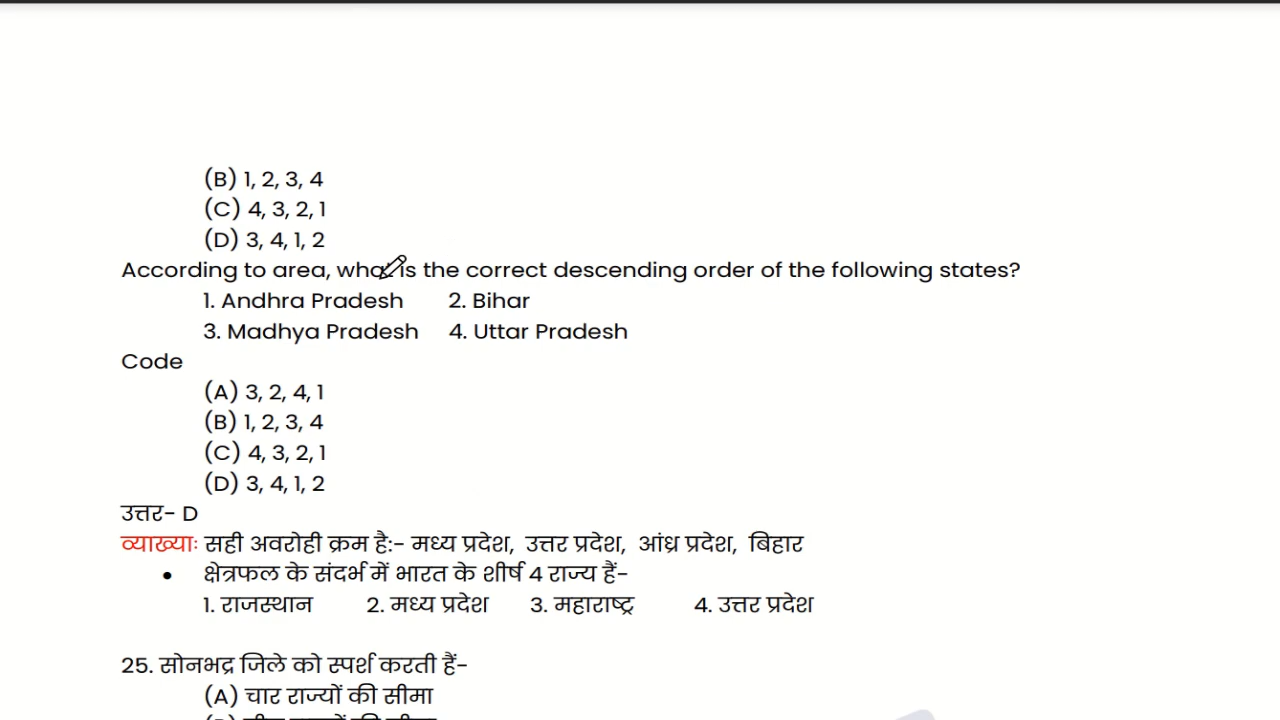 (B) 1, 2, 3, 4
(C) 4, 3, 2, 1
(D) 3, 4, 1, 2
According to area, what is the correct descending order of the following states?
1. Andhra Pradesh 2. Bihar
3. Madhya Pradesh 4. Uttar Pradesh
Code
(A) 3, 2, 4, 1
(B) 1, 2, 3, 4
(C) 4, 3, 2, 1
(D) 3, 4, 1, 2
उत्तर- D
व्याख्याः सही अवरोही क्रम है:- मध्य प्रदेश, उत्तर प्रदेश, आंध्र प्रदेश, बिहार
• क्षेत्रफल के संदर्भ में भारत के शीर्ष 4 राज्य हैं-
1. राजस्थान 2. मध्य प्रदेश 3. महाराष्ट्र 4. उत्तर प्रदेश
25. सोनभद्र जिले को स्पर्श करती हैं-
(A) चार राज्यों की सीमा